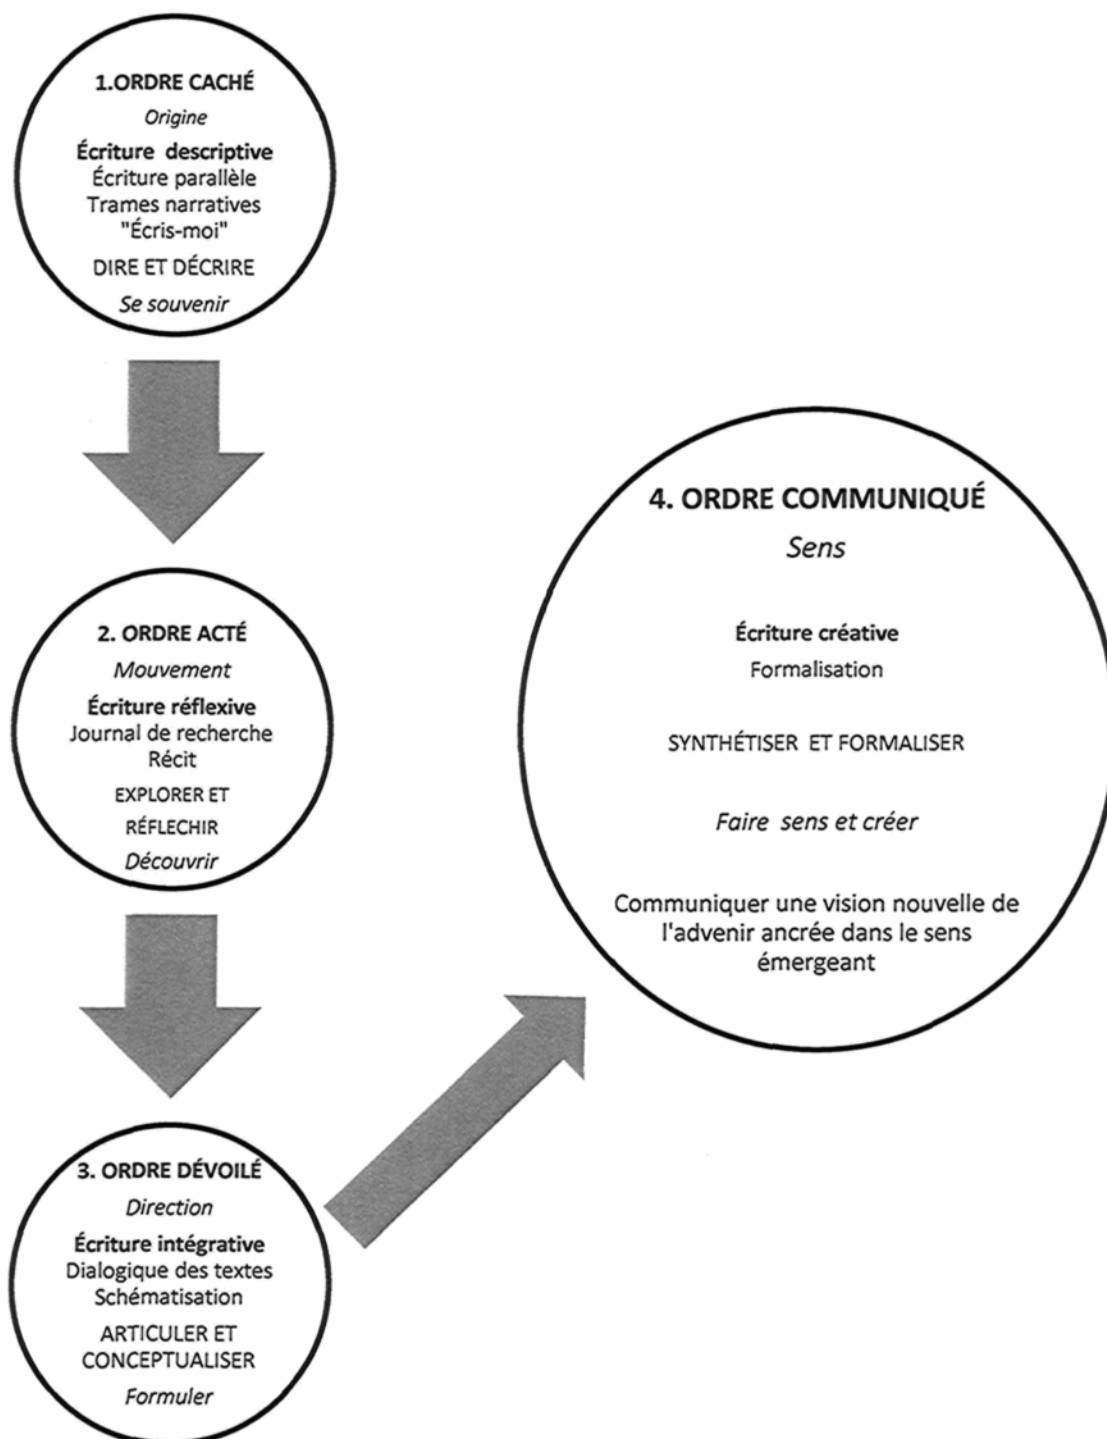 1.ORDRE CACHÉ
Origine
Écriture descriptive
Écriture parallèle
Trames narratives
"Écris-moi"
DIRE ET DÉCRIRE
Se souvenir
2. ORDRE ACTÉ
Mouvement
Écriture réflexive
Journal de recherche
Récit
EXPLORER ET
RÉFLECHIR
Découvrir
3. ORDRE DÉVOILÉ
Direction
Écriture intégrative
Dialogique des textes
Schématisation
ARTICULER ET
CONCEPTUALISER
Formuler
4. ORDRE COMMUNIQUÉ
Sens
Écriture créative
Formalisation
SYNTHÉTISER ET FORMALISER
Faire sens et créer
Communiquer une vision nouvelle de
l'advenir ancrée dans le sens
émergeant